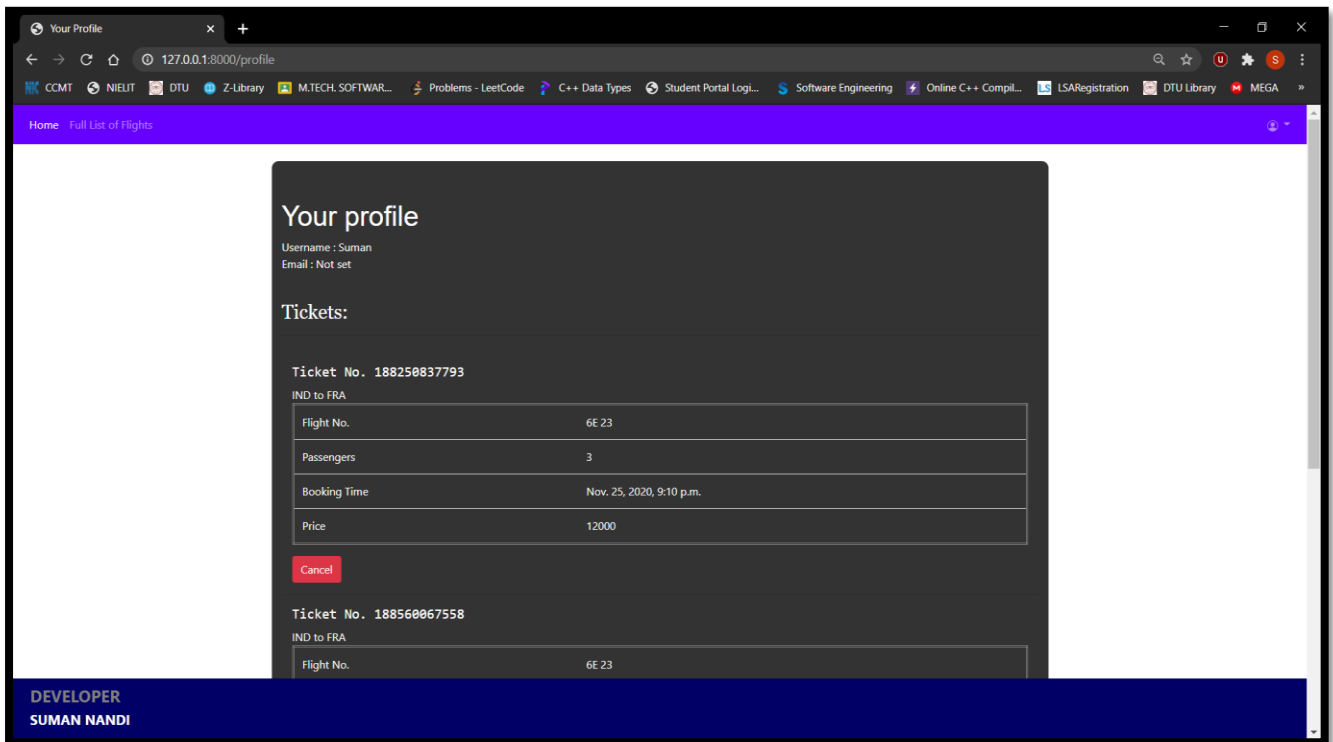 Your Profile
127.0.0.1:8000/profile
CCMT NIELIT DTU Z-Library M.TECH. SOFTWAR... Problems - LeetCode C++ Data Types Student Portal Logi... Software Engineering Online C++ Compil... LSARegistration DTU Library MEGA »
Home Full List of Flights
Your profile
Username : Suman
Email : Not set
Tickets:
Ticket No. 188250837793
IND to FRA
Flight No. 6E 23
Passengers 3
Booking Time Nov. 25, 2020, 9:10 p.m.
Price 12000
Cancel
Ticket No. 188560067558
IND to FRA
Flight No. 6E 23
DEVELOPER
SUMAN NANDI